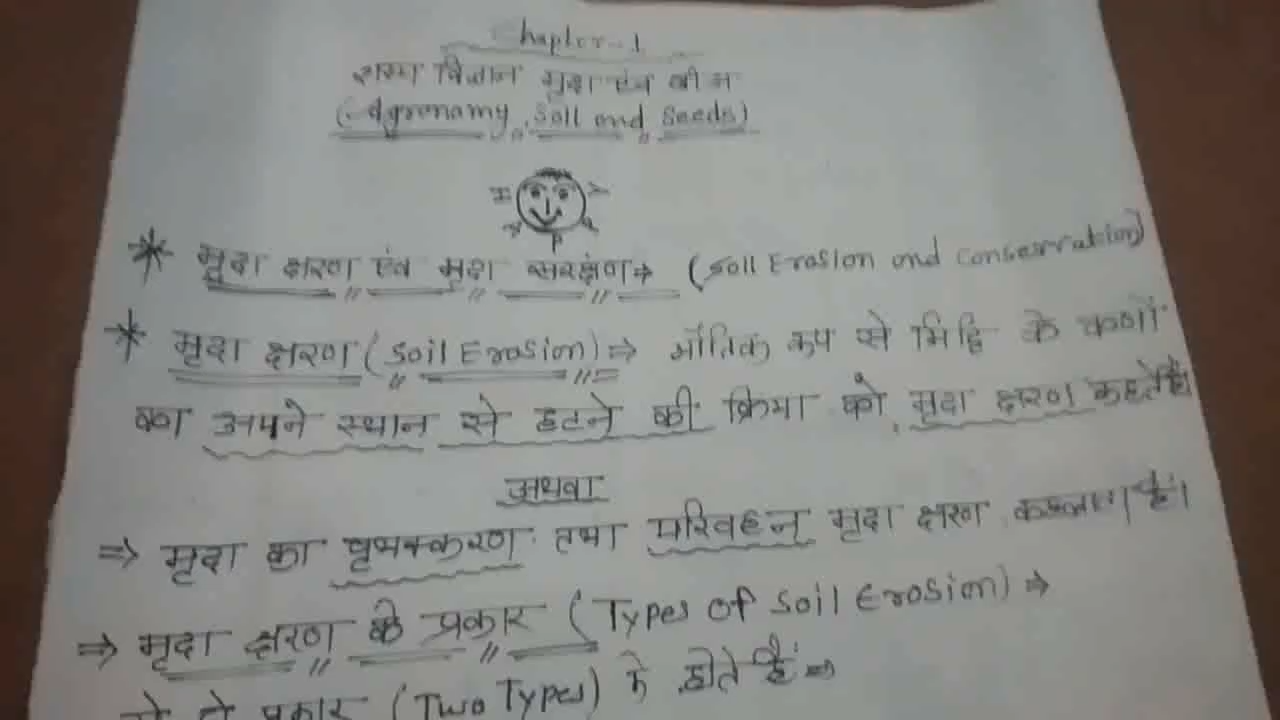 Chapter-1
शस्य विज्ञान मृदा एवं बीज
(Agronamy, Soil and Seeds)
* मृदा क्षरण एंव मृदा संरक्षण⇒ (Soil Erosion and Conservation)
* मृदा क्षरण (Soil Erosion)⇒ भौतिक रूप से मिट्टि के कणों
का अपने स्थान से हटने की क्रिया को, मृदा क्षरण कहते है
अथवा
⇒ मृदा का पृथक्करण तथा परिवहन मृदा क्षरण कहलाता है।
⇒ मृदा क्षरण के प्रकार (Types of Soil Erosion)⇒
ये दो प्रकार (Two Types) के होते हैं⇒